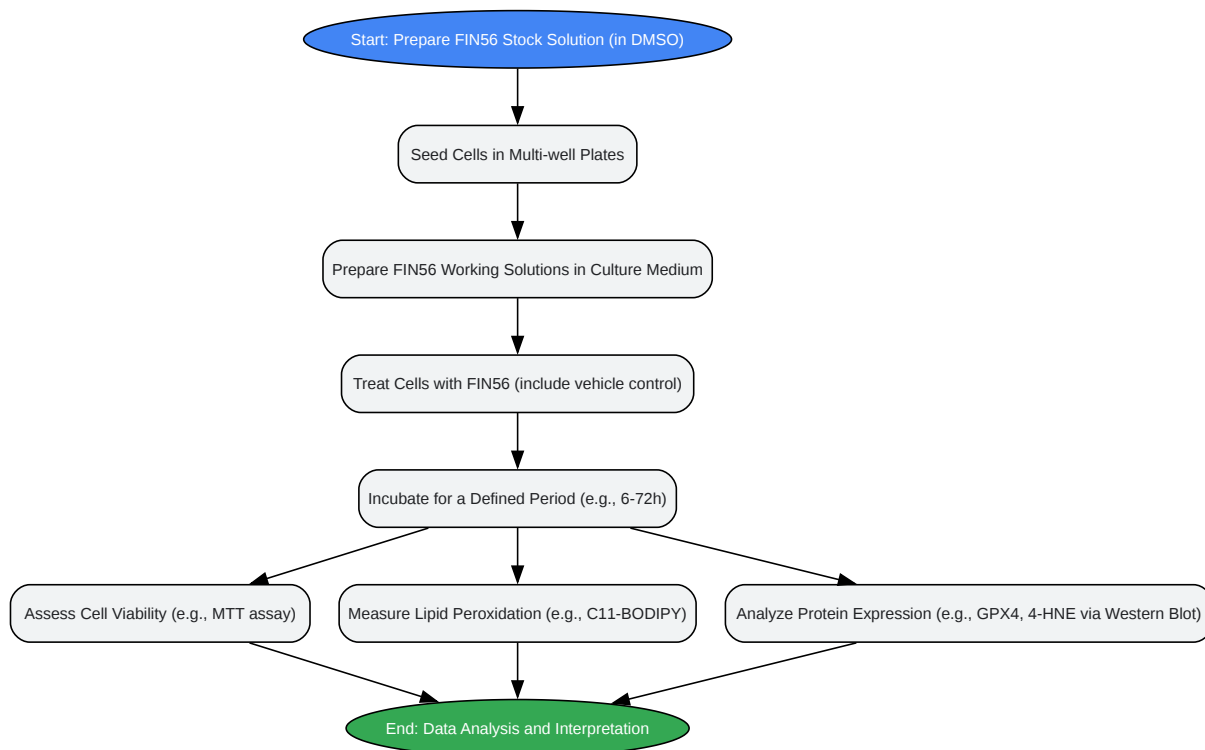 Start: Prepare FIN56 Stock Solution (in DMSO)
Seed Cells in Multi-well Plates
Prepare FIN56 Working Solutions in Culture Medium
Treat Cells with FIN56 (include vehicle control)
Incubate for a Defined Period (e.g., 6-72h)
Assess Cell Viability (e.g., MTT assay)
Measure Lipid Peroxidation (e.g., C11-BODIPY)
Analyze Protein Expression (e.g., GPX4, 4-HNE via Western Blot)
End: Data Analysis and Interpretation